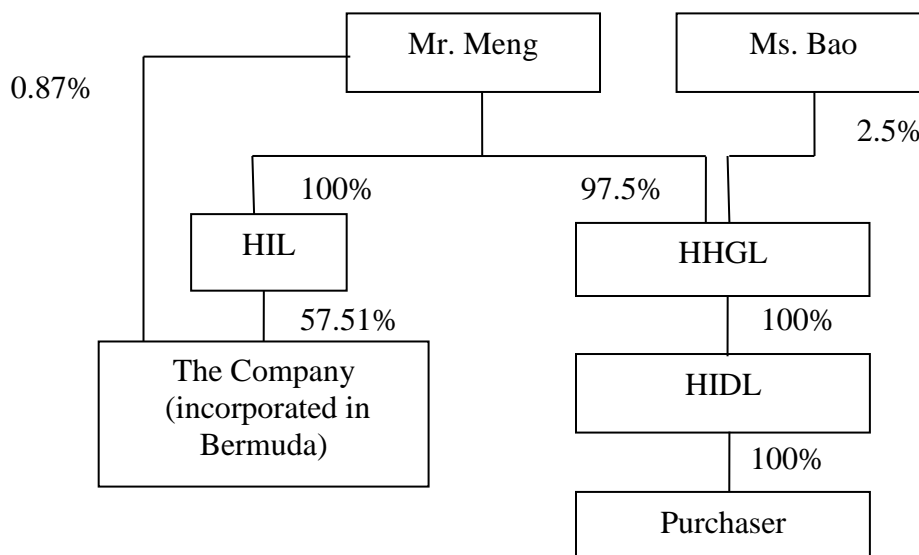 Mr. Meng
Ms. Bao
0.87%
2.5%
100%
97.5%
HIL
HHGL
57.51%
100%
The Company
(incorporated in
Bermuda)
HIDL
100%
Purchaser